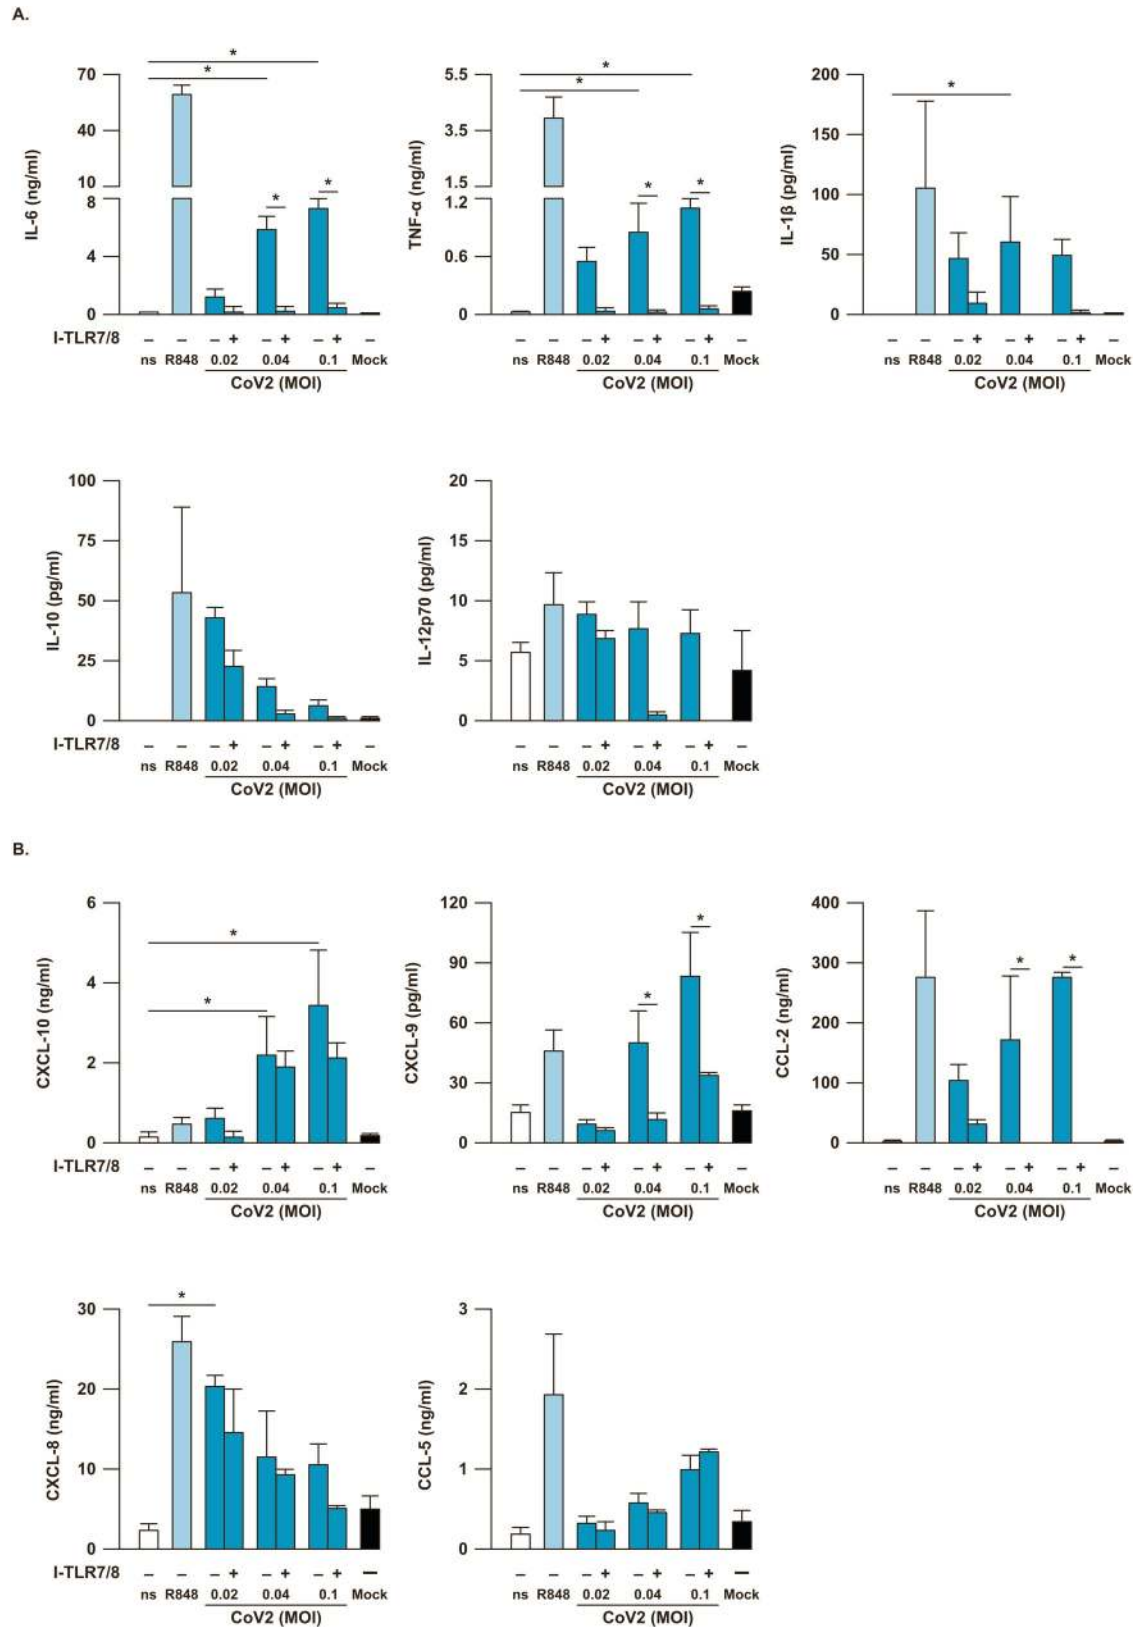 A.
IL-6 (ng/ml)
70
40
10
8
4
0
* * * *
I-TLR7/8 – – – + – + – + –
ns R848 0.02 0.04 0.1 Mock
CoV2 (MOI)
TNF-α (ng/ml)
5.5
3.5
1.5
1.2
0.6
0
* * * *
– – – + – + – + –
ns R848 0.02 0.04 0.1 Mock
CoV2 (MOI)
IL-1β (pg/ml)
200
150
100
50
0
*
– – – + – + – + –
ns R848 0.02 0.04 0.1 Mock
CoV2 (MOI)
IL-10 (pg/ml)
100
75
50
25
0
I-TLR7/8 – – – + – + – + –
ns R848 0.02 0.04 0.1 Mock
CoV2 (MOI)
IL-12p70 (pg/ml)
20
15
10
5
0
– – – + – + – + –
ns R848 0.02 0.04 0.1 Mock
CoV2 (MOI)
B.
CXCL-10 (ng/ml)
6
4
2
0
* *
I-TLR7/8 – – – + – + – + –
ns R848 0.02 0.04 0.1 Mock
CoV2 (MOI)
CXCL-9 (pg/ml)
120
90
60
30
0
* *
– – – + – + – + –
ns R848 0.02 0.04 0.1 Mock
CoV2 (MOI)
CCL-2 (ng/ml)
400
300
200
100
0
* *
– – – + – + – + –
ns R848 0.02 0.04 0.1 Mock
CoV2 (MOI)
CXCL-8 (ng/ml)
30
20
10
0
*
I-TLR7/8 – – – + – + – + –
ns R848 0.02 0.04 0.1 Mock
CoV2 (MOI)
CCL-5 (ng/ml)
3
2
1
0
– – – + – + – + –
ns R848 0.02 0.04 0.1 Mock
CoV2 (MOI)